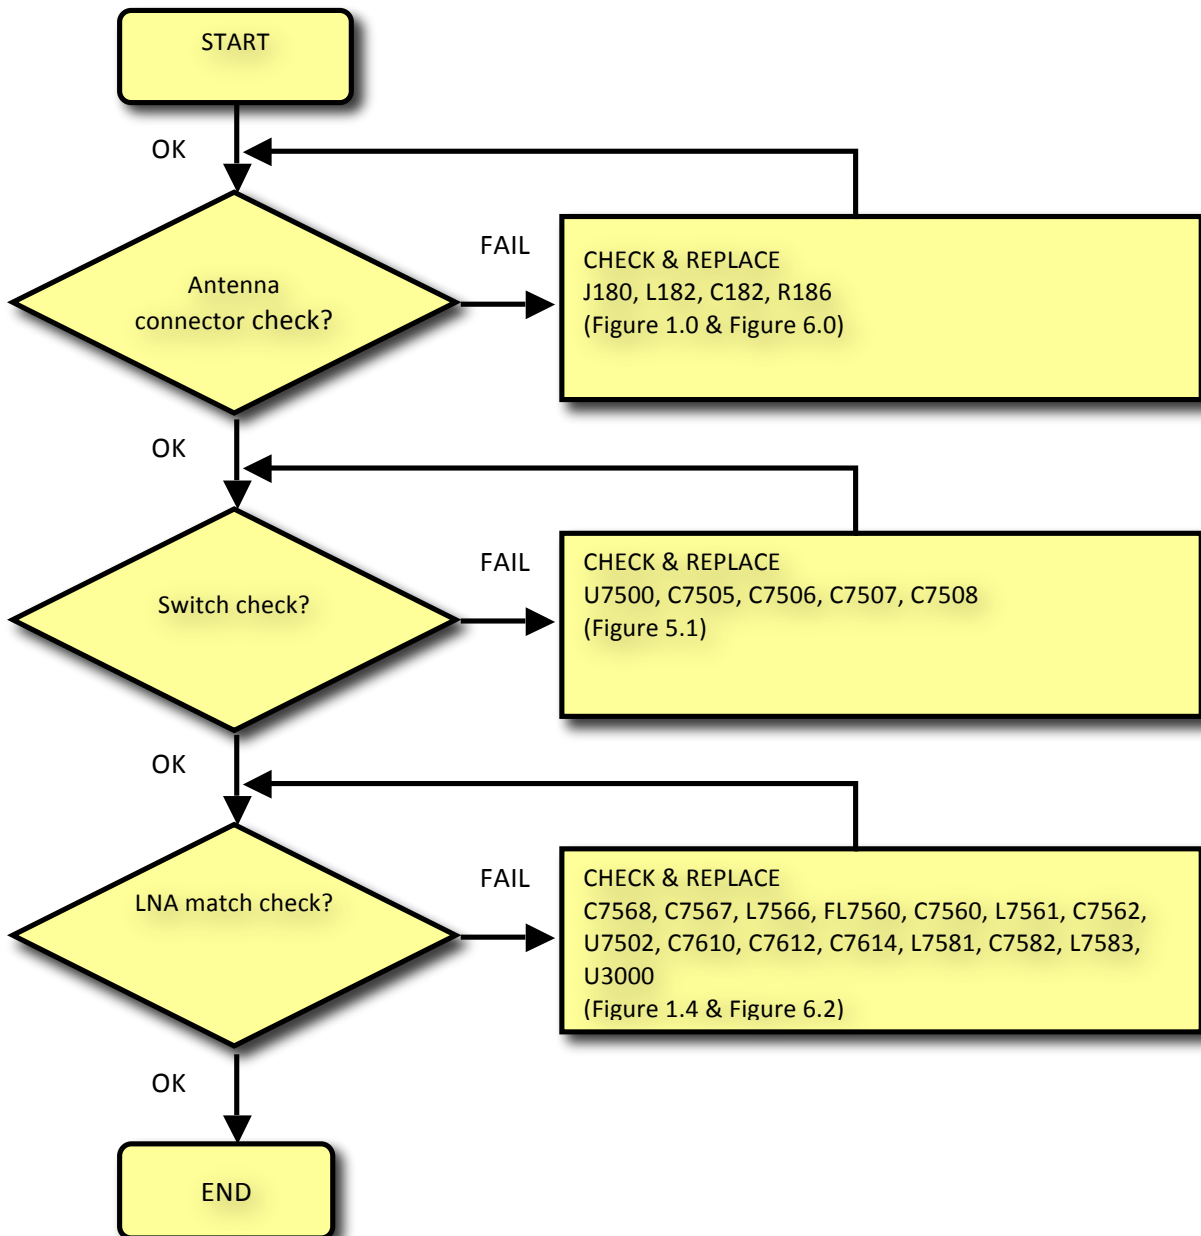 START
OK
FAIL
Antenna
connector check?
CHECK & REPLACE
J180, L182, C182, R186
(Figure 1.0 & Figure 6.0)
OK
FAIL
Switch check?
CHECK & REPLACE
U7500, C7505, C7506, C7507, C7508
(Figure 5.1)
OK
FAIL
LNA match check?
CHECK & REPLACE
C7568, C7567, L7566, FL7560, C7560, L7561, C7562,
U7502, C7610, C7612, C7614, L7581, C7582, L7583,
U3000
(Figure 1.4 & Figure 6.2)
OK
END